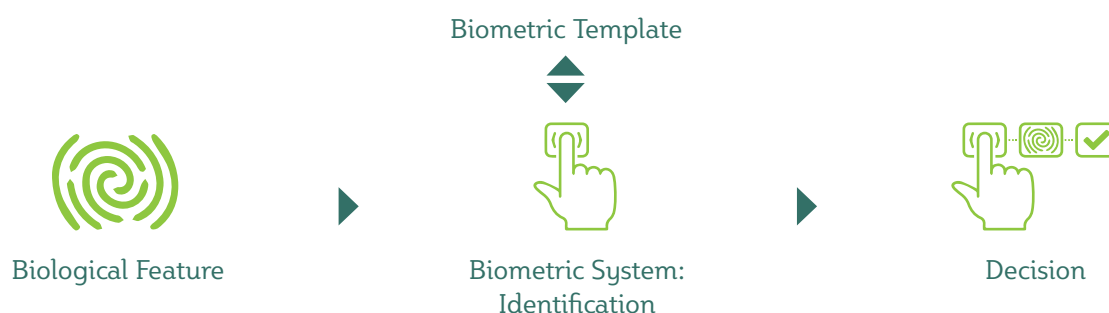 Biometric Template
Biological Feature
Biometric System:
Identification
Decision